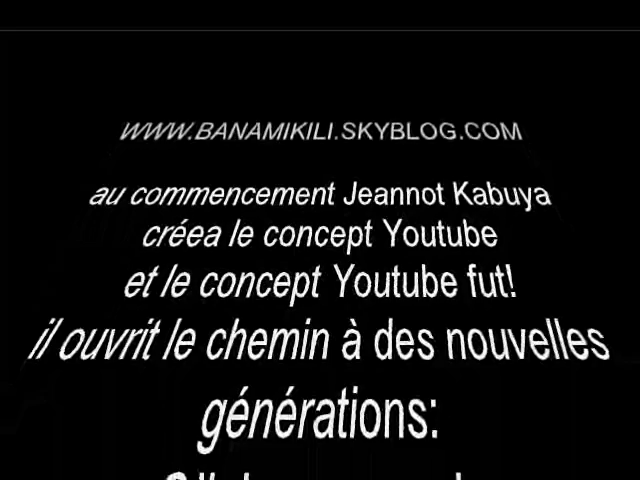 WWW.BANAMIKILI.SKYBLOG.COM
au commencement Jeannot Kabuya
créea le concept Youtube
et le concept Youtube fut!
il ouvrit le chemin à des nouvelles
générations: